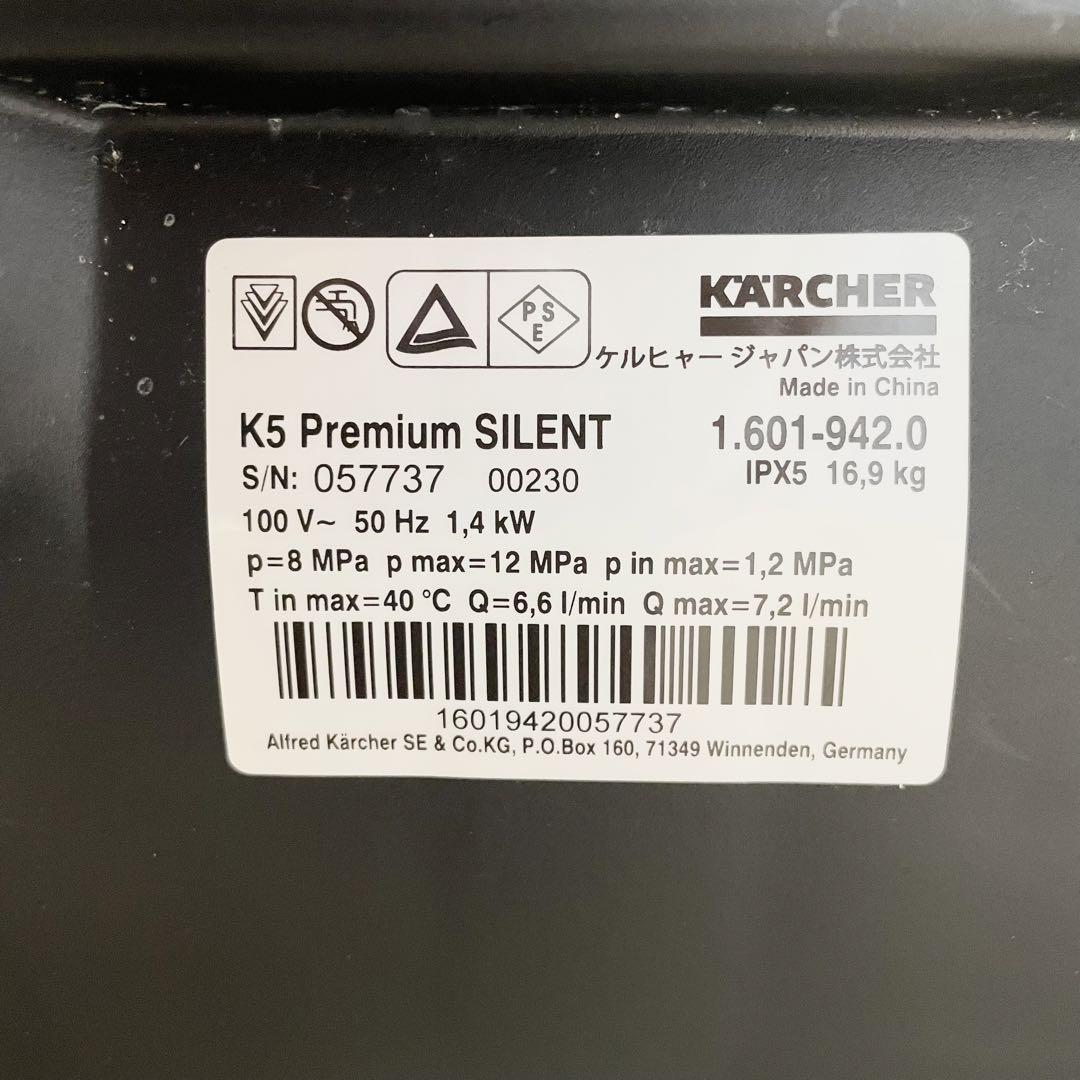 PSE
KÄRCHER
ケルヒャー ジャパン株式会社
Made in China
K5 Premium SILENT 1.601-942.0
S/N: 057737 00230 IPX5 16,9 kg
100 V~ 50 Hz 1,4 kW
p=8 MPa p max=12 MPa p in max=1,2 MPa
T in max=40 °C Q=6,6 l/min Q max=7,2 l/min
16019420057737
Alfred Kärcher SE & Co.KG, P.O.Box 160, 71349 Winnenden, Germany